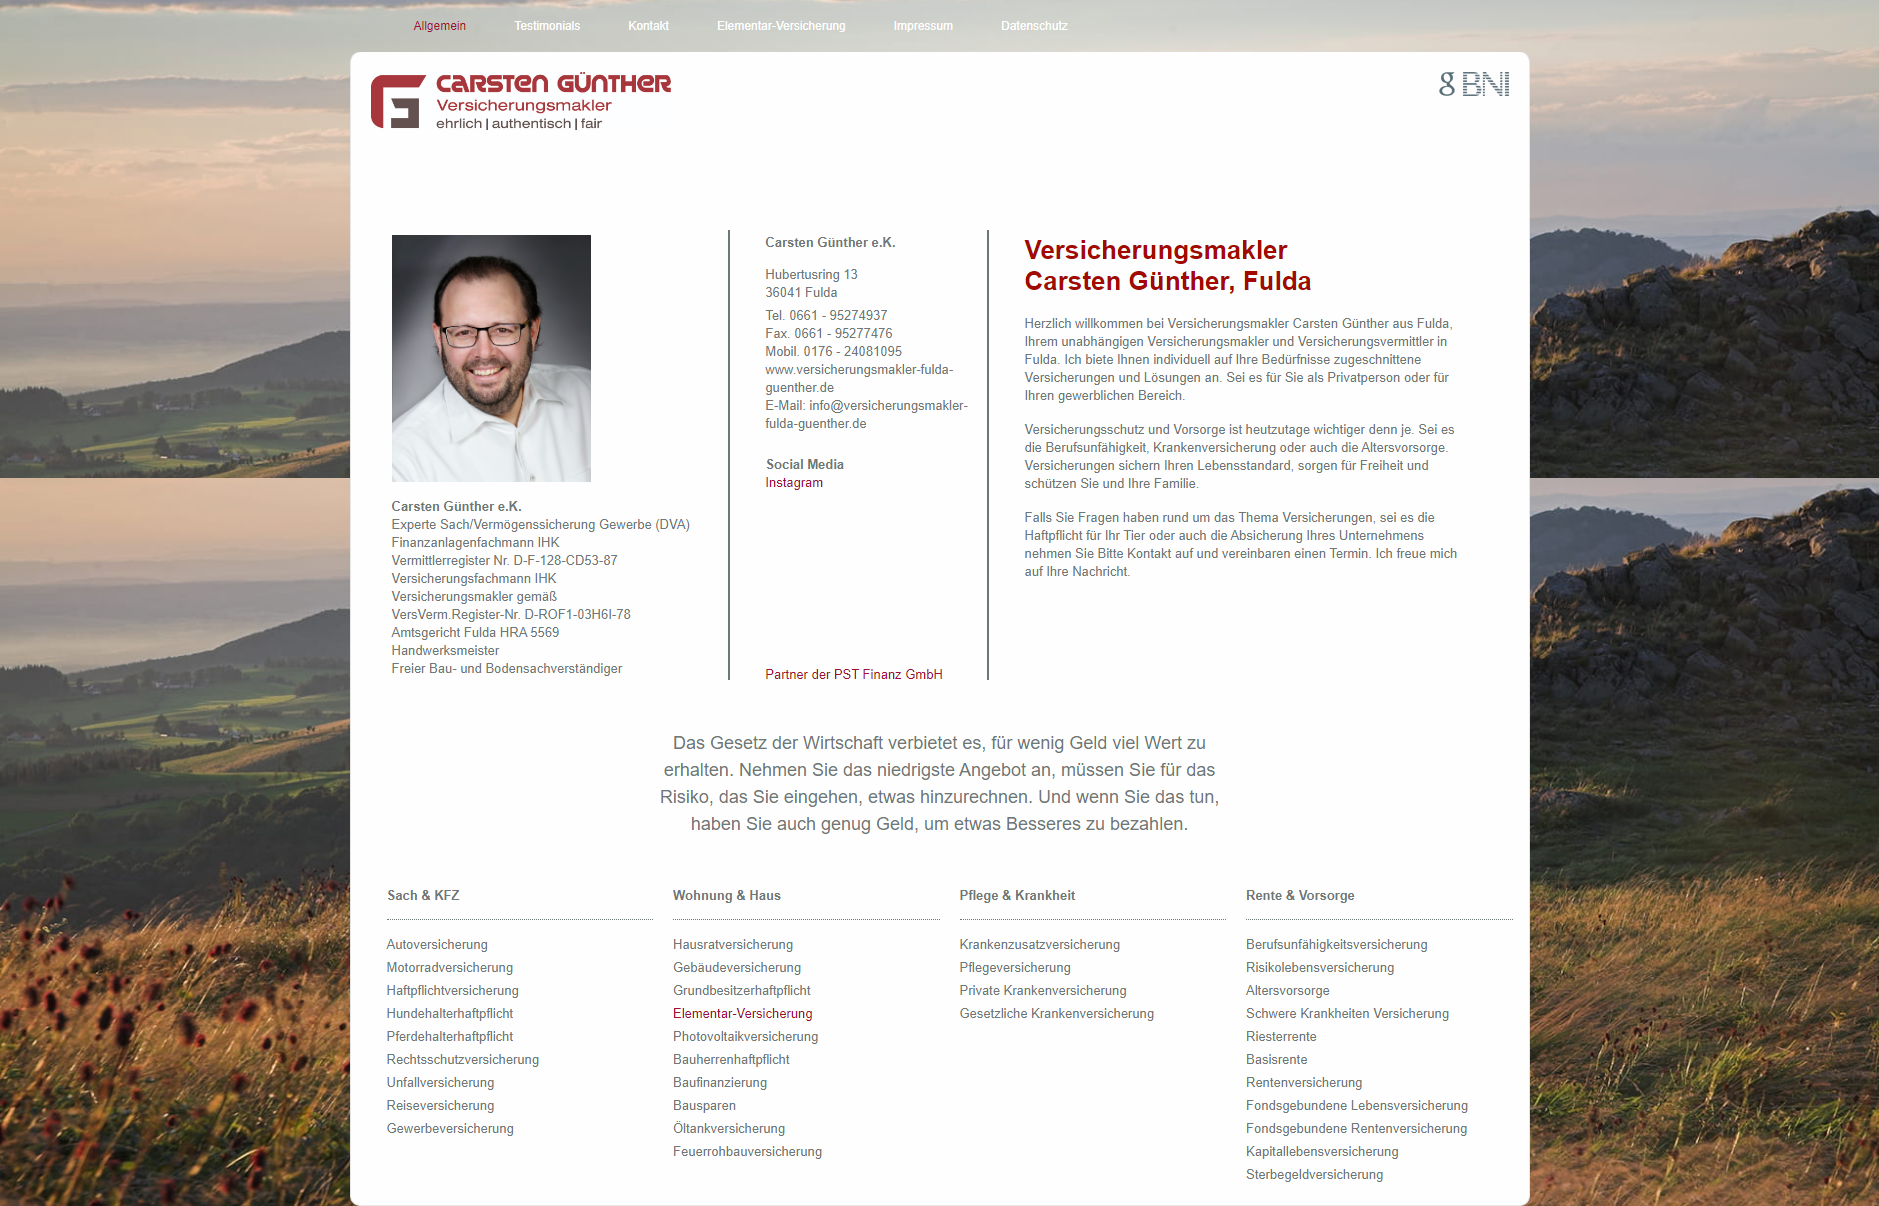 Allgemein Testimonials Kontakt Elementar-Versicherung Impressum Datenschutz
CARSTEN GÜNTHER
Versicherungsmakler
ehrlich | authentisch | fair
g BNI
Carsten Günther e.K.
Experte Sach/Vermögenssicherung Gewerbe (DVA)
Finanzanlagenfachmann IHK
Vermittlerregister Nr. D-F-128-CD53-87
Versicherungsfachmann IHK
Versicherungsmakler gemäß
VersVerm.Register-Nr. D-ROF1-03H6I-78
Amtsgericht Fulda HRA 5569
Handwerksmeister
Freier Bau- und Bodensachverständiger
Carsten Günther e.K.
Hubertusring 13
36041 Fulda
Tel. 0661 - 95274937
Fax. 0661 - 95277476
Mobil. 0176 - 24081095
www.versicherungsmakler-fulda-
guenther.de
E-Mail: info@versicherungsmakler-
fulda-guenther.de
Social Media
Instagram
Partner der PST Finanz GmbH
Versicherungsmakler
Carsten Günther, Fulda
Herzlich willkommen bei Versicherungsmakler Carsten Günther aus Fulda,
Ihrem unabhängigen Versicherungsmakler und Versicherungsvermittler in
Fulda. Ich biete Ihnen individuell auf Ihre Bedürfnisse zugeschnittene
Versicherungen und Lösungen an. Sei es für Sie als Privatperson oder für
Ihren gewerblichen Bereich.
Versicherungsschutz und Vorsorge ist heutzutage wichtiger denn je. Sei es
die Berufsunfähigkeit, Krankenversicherung oder auch die Altersvorsorge.
Versicherungen sichern Ihren Lebensstandard, sorgen für Freiheit und
schützen Sie und Ihre Familie.
Falls Sie Fragen haben rund um das Thema Versicherungen, sei es die
Haftpflicht für Ihr Tier oder auch die Absicherung Ihres Unternehmens
nehmen Sie Bitte Kontakt auf und vereinbaren einen Termin. Ich freue mich
auf Ihre Nachricht.
Das Gesetz der Wirtschaft verbietet es, für wenig Geld viel Wert zu
erhalten. Nehmen Sie das niedrigste Angebot an, müssen Sie für das
Risiko, das Sie eingehen, etwas hinzurechnen. Und wenn Sie das tun,
haben Sie auch genug Geld, um etwas Besseres zu bezahlen.
Sach & KFZ
Autoversicherung
Motorradversicherung
Haftpflichtversicherung
Hundehalterhaftpflicht
Pferdehalterhaftpflicht
Rechtsschutzversicherung
Unfallversicherung
Reiseversicherung
Gewerbeversicherung
Wohnung & Haus
Hausratversicherung
Gebäudeversicherung
Grundbesitzerhaftpflicht
Elementar-Versicherung
Photovoltaikversicherung
Bauherrenhaftpflicht
Baufinanzierung
Bausparen
Öltankversicherung
Feuerrohbauversicherung
Pflege & Krankheit
Krankenzusatzversicherung
Pflegeversicherung
Private Krankenversicherung
Gesetzliche Krankenversicherung
Rente & Vorsorge
Berufsunfähigkeitsversicherung
Risikolebensversicherung
Altersvorsorge
Schwere Krankheiten Versicherung
Riesterrente
Basisrente
Rentenversicherung
Fondsgebundene Lebensversicherung
Fondsgebundene Rentenversicherung
Kapitallebensversicherung
Sterbegeldversicherung